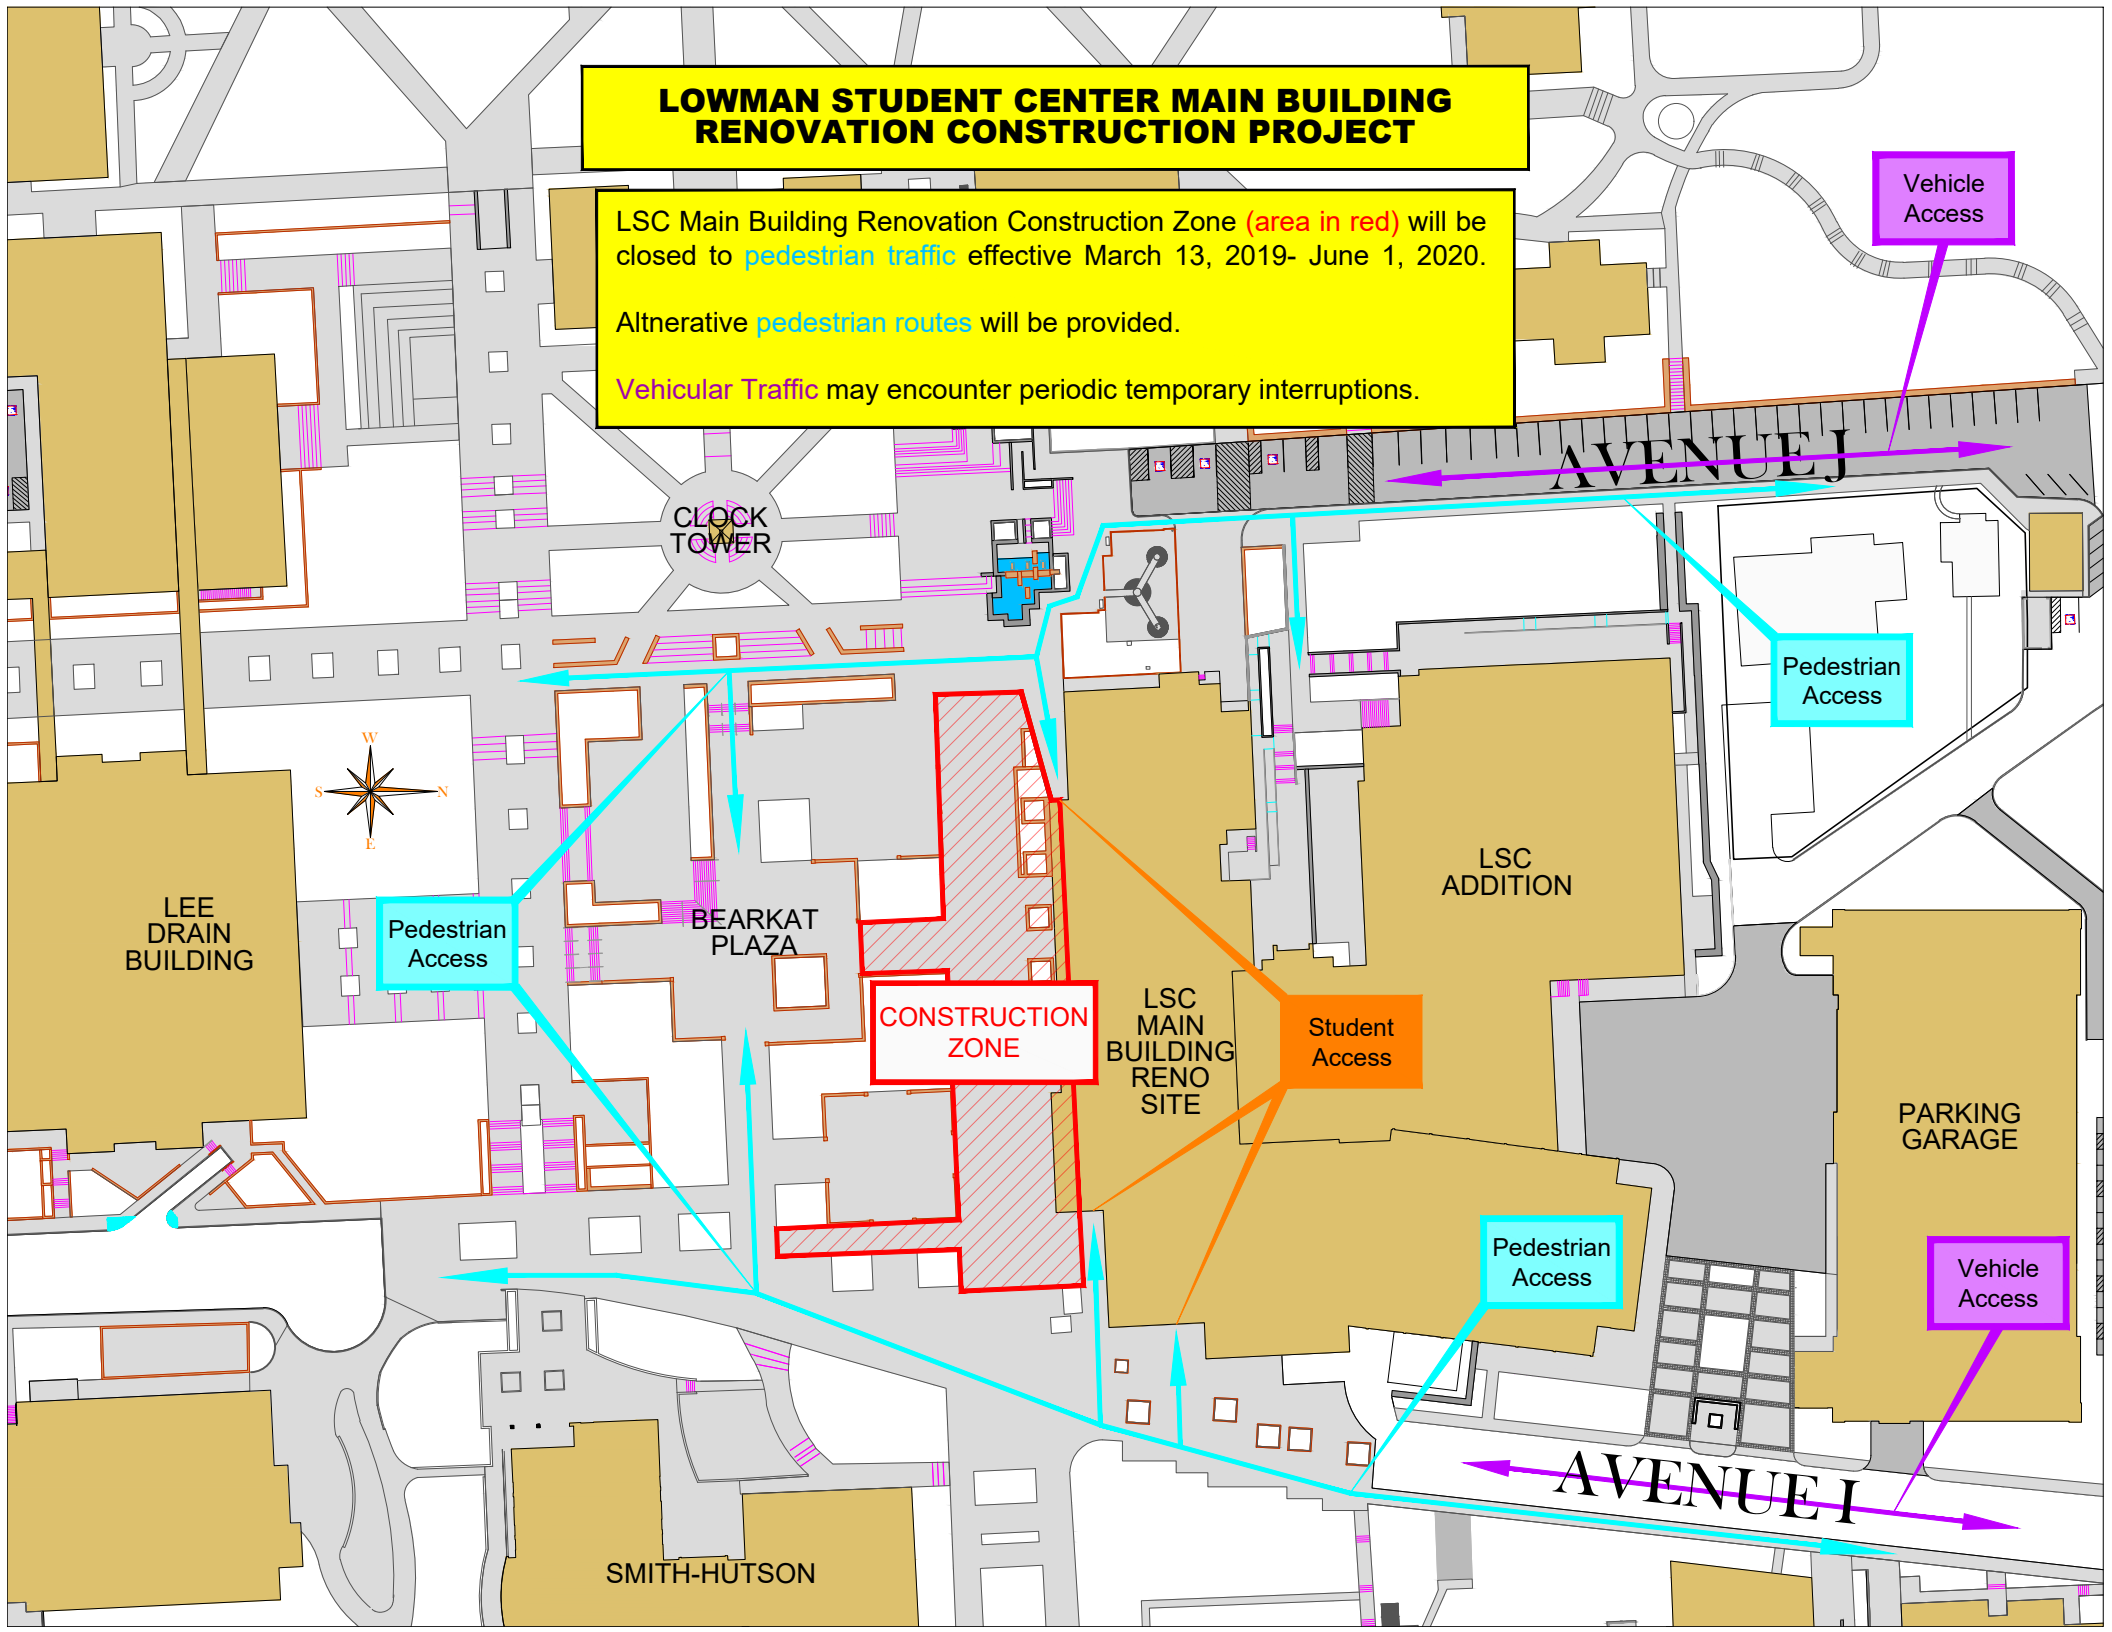 LOWMAN STUDENT CENTER MAIN BUILDING
RENOVATION CONSTRUCTION PROJECT
LSC Main Building Renovation Construction Zone (area in red) will be
closed to pedestrian traffic effective March 13, 2019- June 1, 2020.
Altnerative pedestrian routes will be provided.
Vehicular Traffic may encounter periodic temporary interruptions.
Vehicle
Access
AVENUE J
CLOCK
TOWER
Pedestrian
Access
W
S
N
E
LEE
DRAIN
BUILDING
Pedestrian
Access
BEARKAT
PLAZA
LSC
ADDITION
CONSTRUCTION
ZONE
LSC
MAIN
BUILDING
RENO
SITE
Student
Access
PARKING
GARAGE
Pedestrian
Access
Vehicle
Access
AVENUE I
SMITH-HUTSON